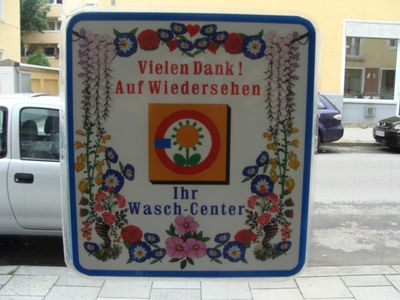 Vielen Dank!
Auf Wiedersehen
Ihr
Wasch-Center